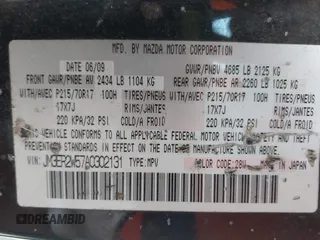 MFD. BY MAZDA MOTOR CORPORATION
DATE 06/09 GVWR/PNBV 4685 LB 2125 KG
FRONT GAWR/PNBE AV 2434 LB 1104 KG REAR GAWR/PNBE AR 2260 LB 1025 KG
WITH/AVEC P215/70R17 100H TIRES/PNEUS WITH/AVEC P215/70R17 100H TIRES/PNEUS
17X7J RIMS/JANTES 17X7J RIMS/JANTES
220 KPA/32 PSI COLD/A FROID 220 KPA/32 PSI COLD/A FROID
THIS VEHICLE CONFORMS TO ALL APPLICABLE FEDERAL MOTOR VEHICLE SAFETY
STANDARDS IN EFFECT ON THE DATE OF MANUFACTURE SHOWN ABOVE.
VIN: TYPE:MPV COLOR CODE:28W MADE IN JAPAN
DREAMBID